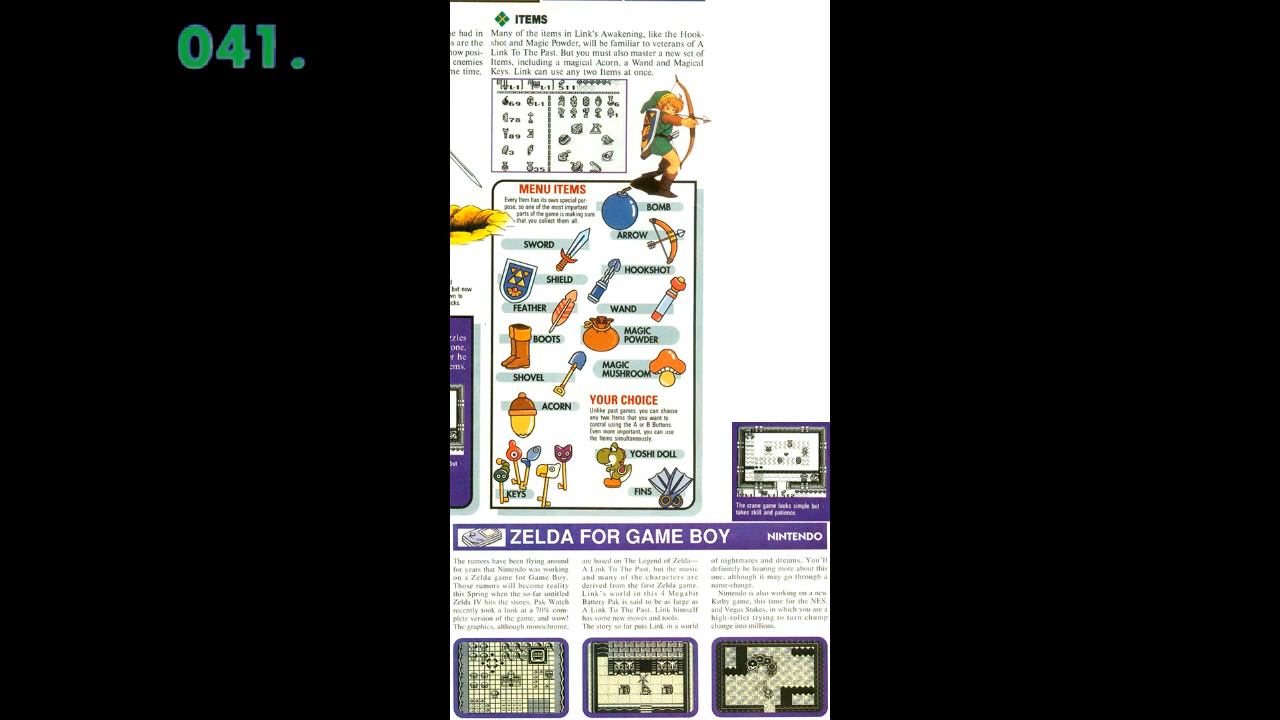 041.
ITEMS
e had in
s are the
ow posi-
enemies
me time.
Many of the items in Link's Awakening, like the Hook-
shot and Magic Powder, will be familiar to veterans of A
Link To The Past. But you must also master a new set of
Items, including a magical Acorn, a Wand and Magical
Keys. Link can use any two Items at once.
MENU ITEMS
Every Item has its own special pur-
pose, so one of the most important
parts of the game is making sure
that you collect them all.
BOMB
ARROW
SWORD
HOOKSHOT
SHIELD
FEATHER
WAND
BOOTS
MAGIC
POWDER
MAGIC
MUSHROOM
SHOVEL
ACORN
YOUR CHOICE
Unlike past games, you can choose
any two Items that you want to
control using the A or B Buttons.
Even more important, you can use
the Items simultaneously.
YOSHI DOLL
KEYS
FINS
but now
wn to
cks.
zzles
one,
r he
ems.
but
The crane game looks simple but
takes skill and patience.
ZELDA FOR GAME BOY
NINTENDO
The rumors have been flying around
for years that Nintendo was working
on a Zelda game for Game Boy.
Those rumors will become reality
this Spring when the so-far untitled
Zelda IV hits the stores. Pak Watch
recently took a look at a 70% com-
plete version of the game, and wow!
The graphics, although monochrome,
are based on The Legend of Zelda—
A Link To The Past, but the music
and many of the characters are
derived from the first Zelda game.
Link's world in this 4 Megabit
Battery Pak is said to be as large as
A Link To The Past. Link himself
has some new moves and tools.
The story so far puts Link in a world
of nightmares and dreams. You'll
definitely be hearing more about this
one, although it may go through a
name-change.
Nintendo is also working on a new
Kirby game, this time for the NES,
and Vegas Stakes, in which you are a
high-roller trying to turn chump
change into millions.